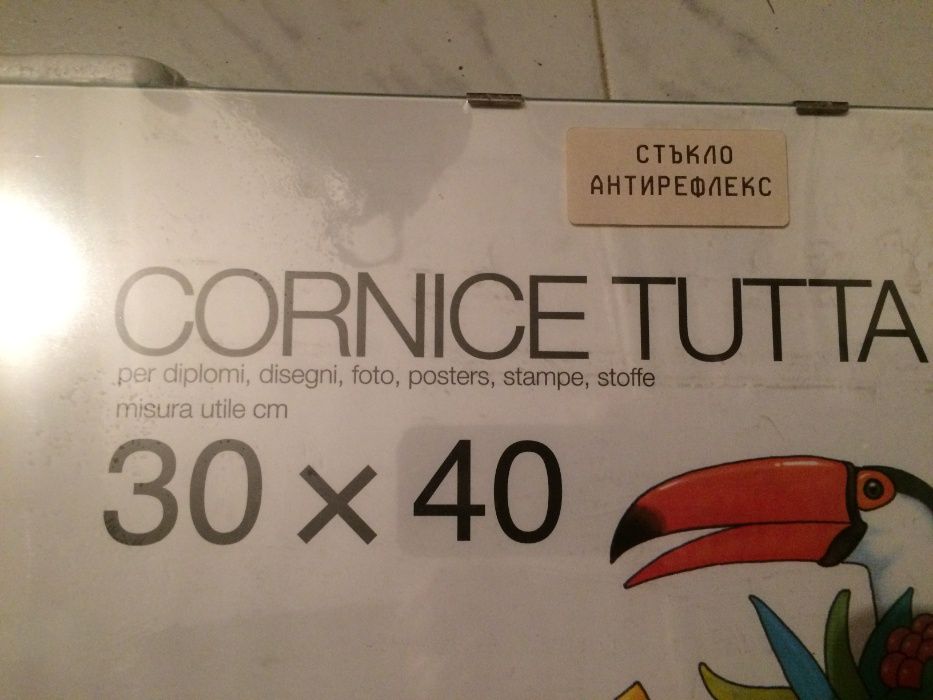 СТЪКЛО
АНТИРЕФЛЕКС
CORNICE TUTTA
per diplomi, disegni, foto, posters, stampe, stoffe
misura utile cm
30 × 40